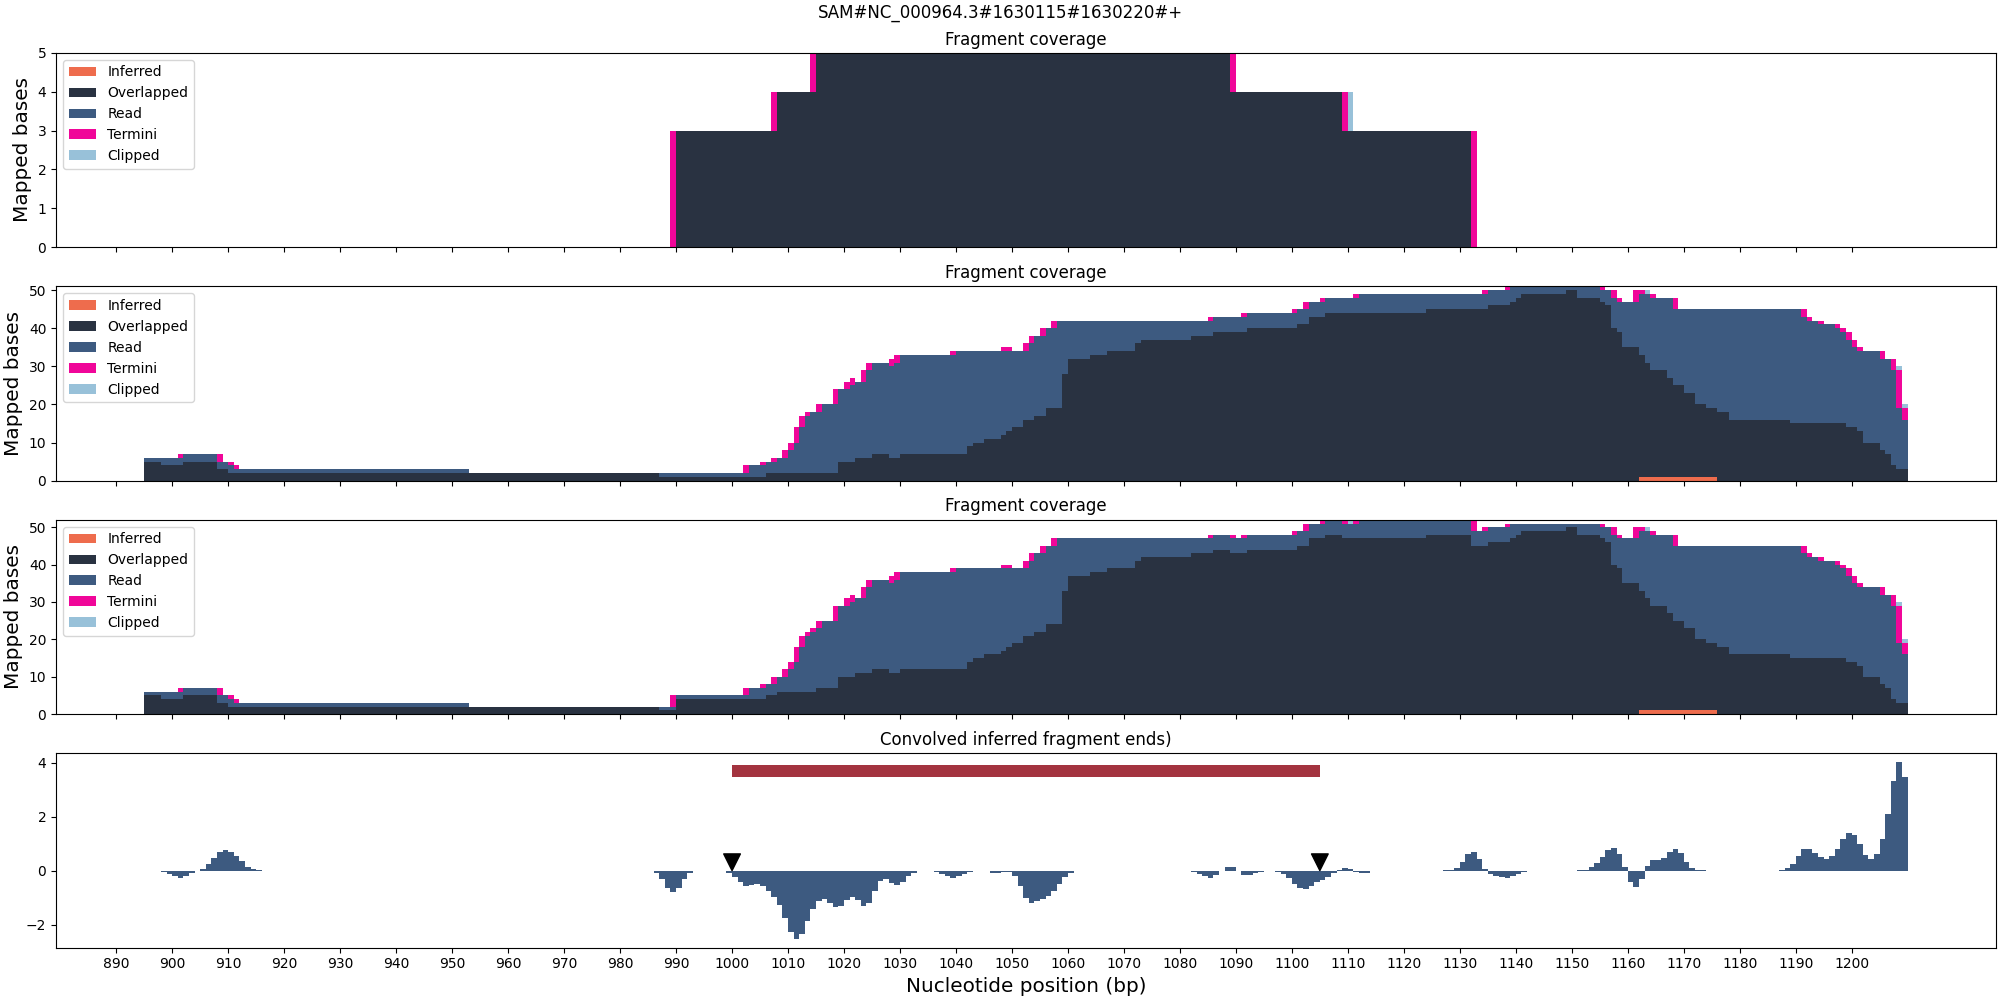 SAM#NC_000964.3#1630115#1630220#+
Fragment coverage
Mapped bases
5
4
3
2
1
0
Inferred
Overlapped
Read
Termini
Clipped
Fragment coverage
Mapped bases
50
40
30
20
10
0
Inferred
Overlapped
Read
Termini
Clipped
Fragment coverage
Mapped bases
50
40
30
20
10
0
Inferred
Overlapped
Read
Termini
Clipped
Convolved inferred fragment ends)
4
2
0
−2
890 900 910 920 930 940 950 960 970 980 990 1000 1010 1020 1030 1040 1050 1060 1070 1080 1090 1100 1110 1120 1130 1140 1150 1160 1170 1180 1190 1200
Nucleotide position (bp)